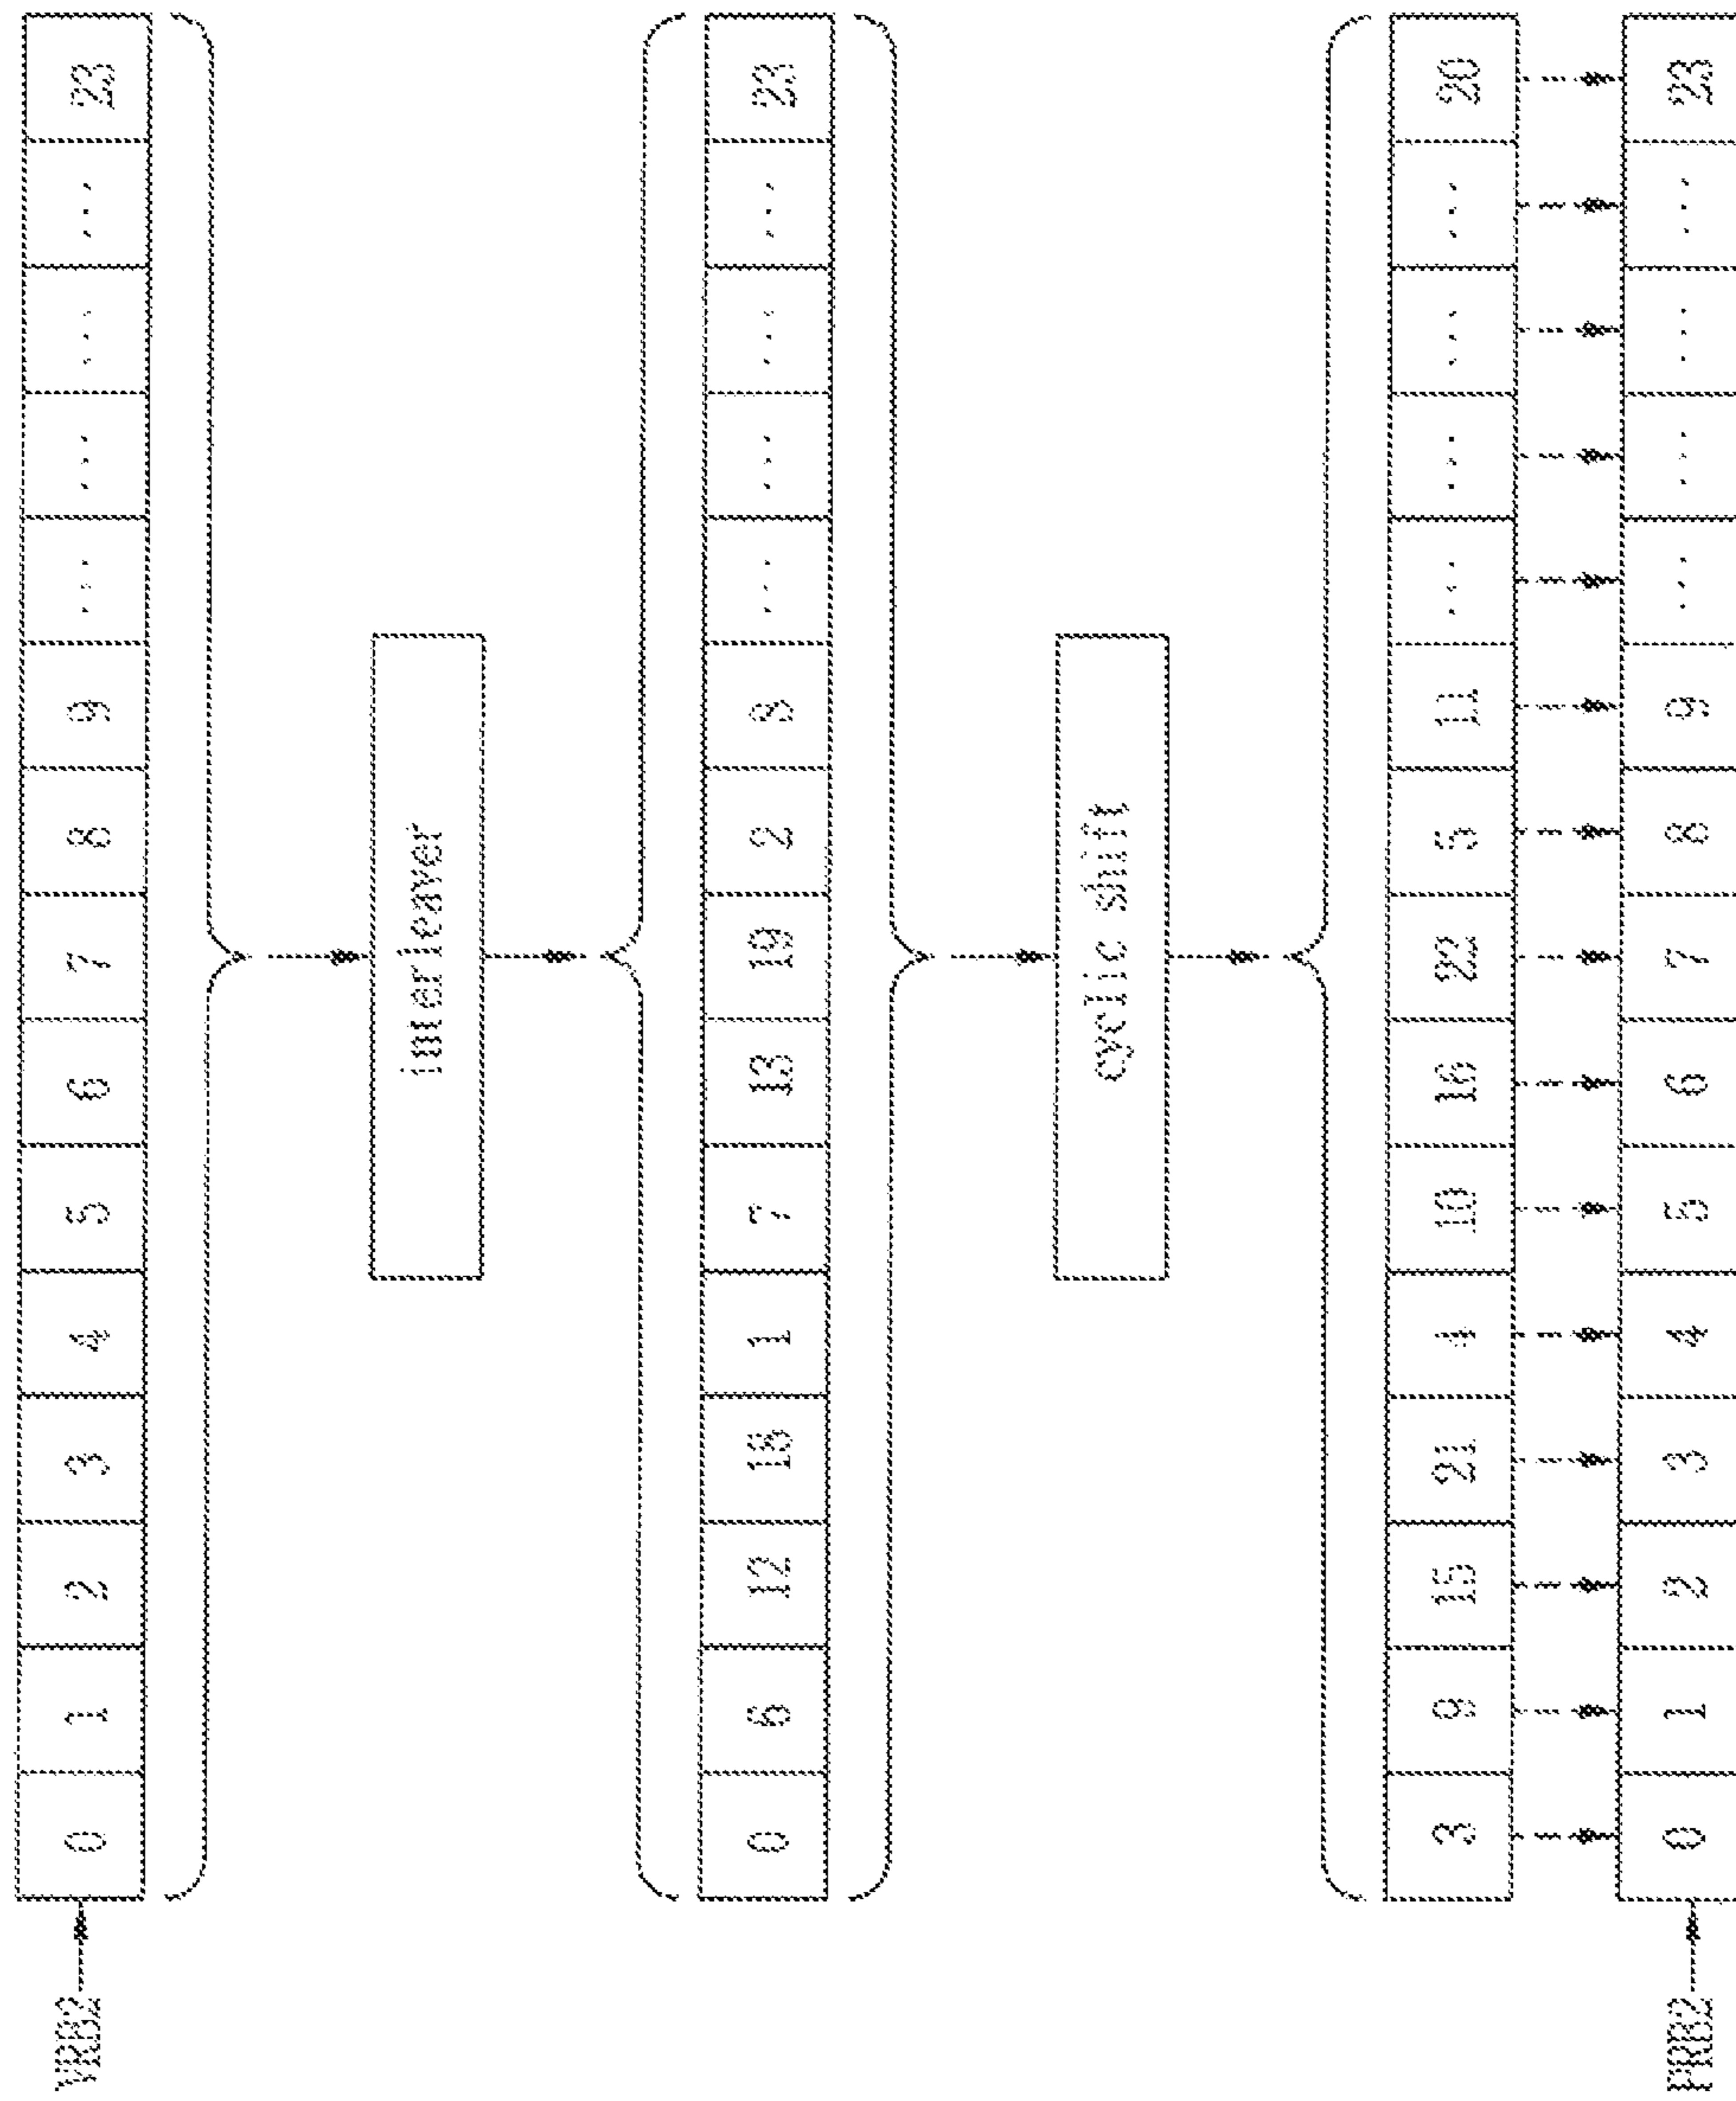 VRB2 0 1 2 3 4 5 6 7 8 9 ... ... ... ... 23
interleaver
0 6 12 18 1 7 13 19 2 8 ... ... ... ... 23
cyclic shift
3 9 15 21 4 10 16 22 5 11 ... ... ... ... 20
PRB2 0 1 2 3 4 5 6 7 8 9 ... ... ... ... 23